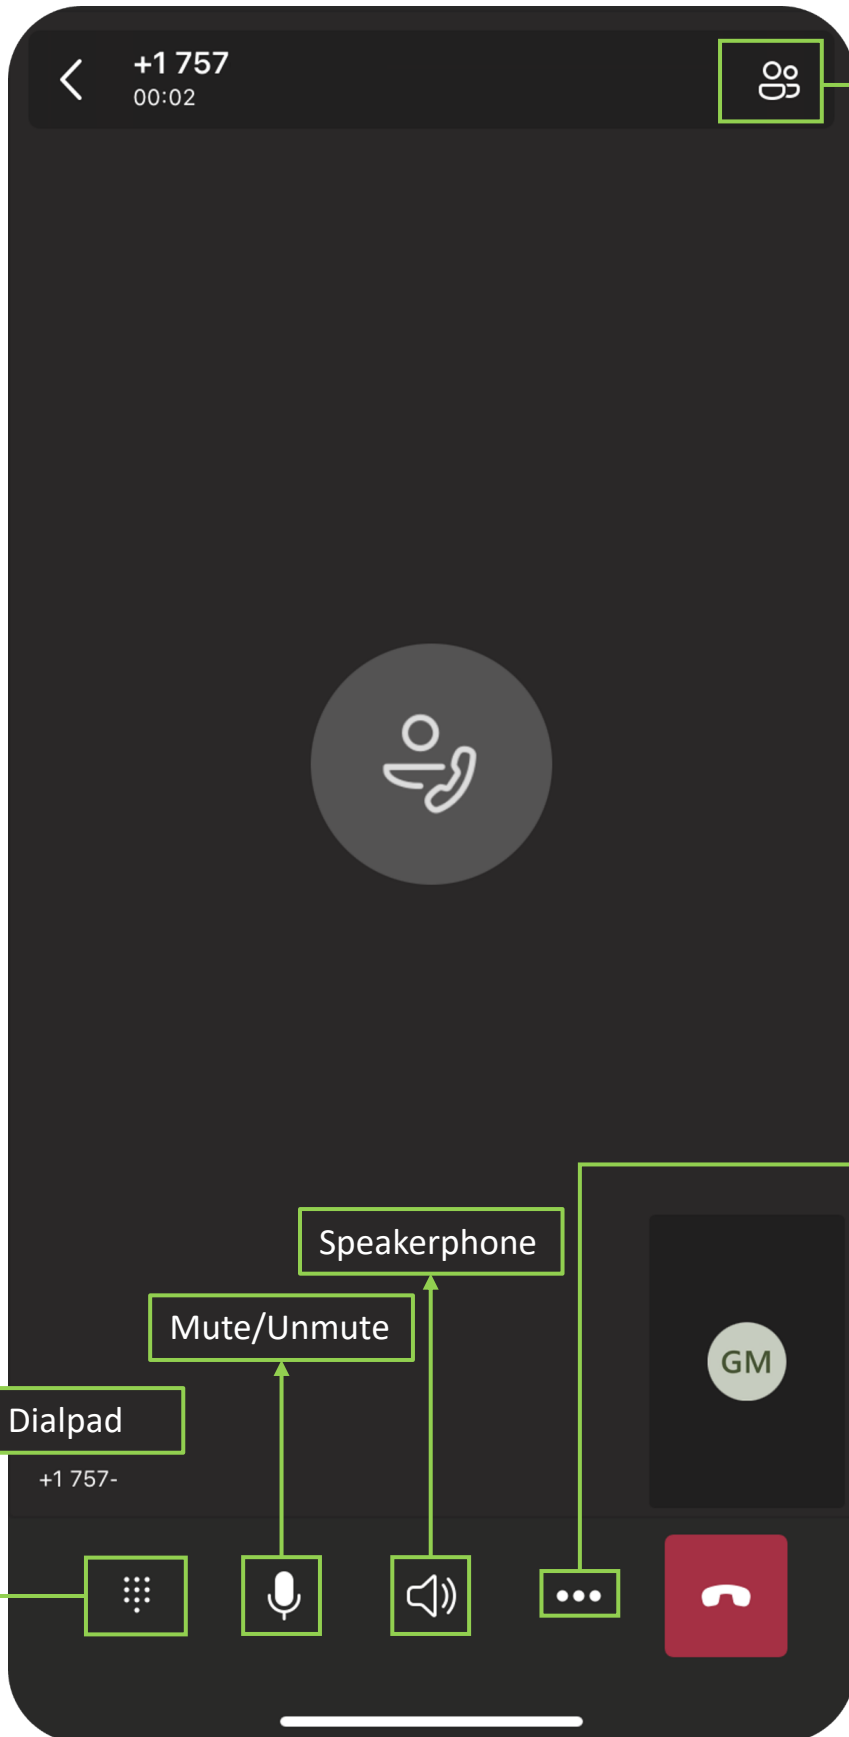 +1 757
00:02
Speakerphone
Mute/Unmute
GM
Dialpad
+1 757-